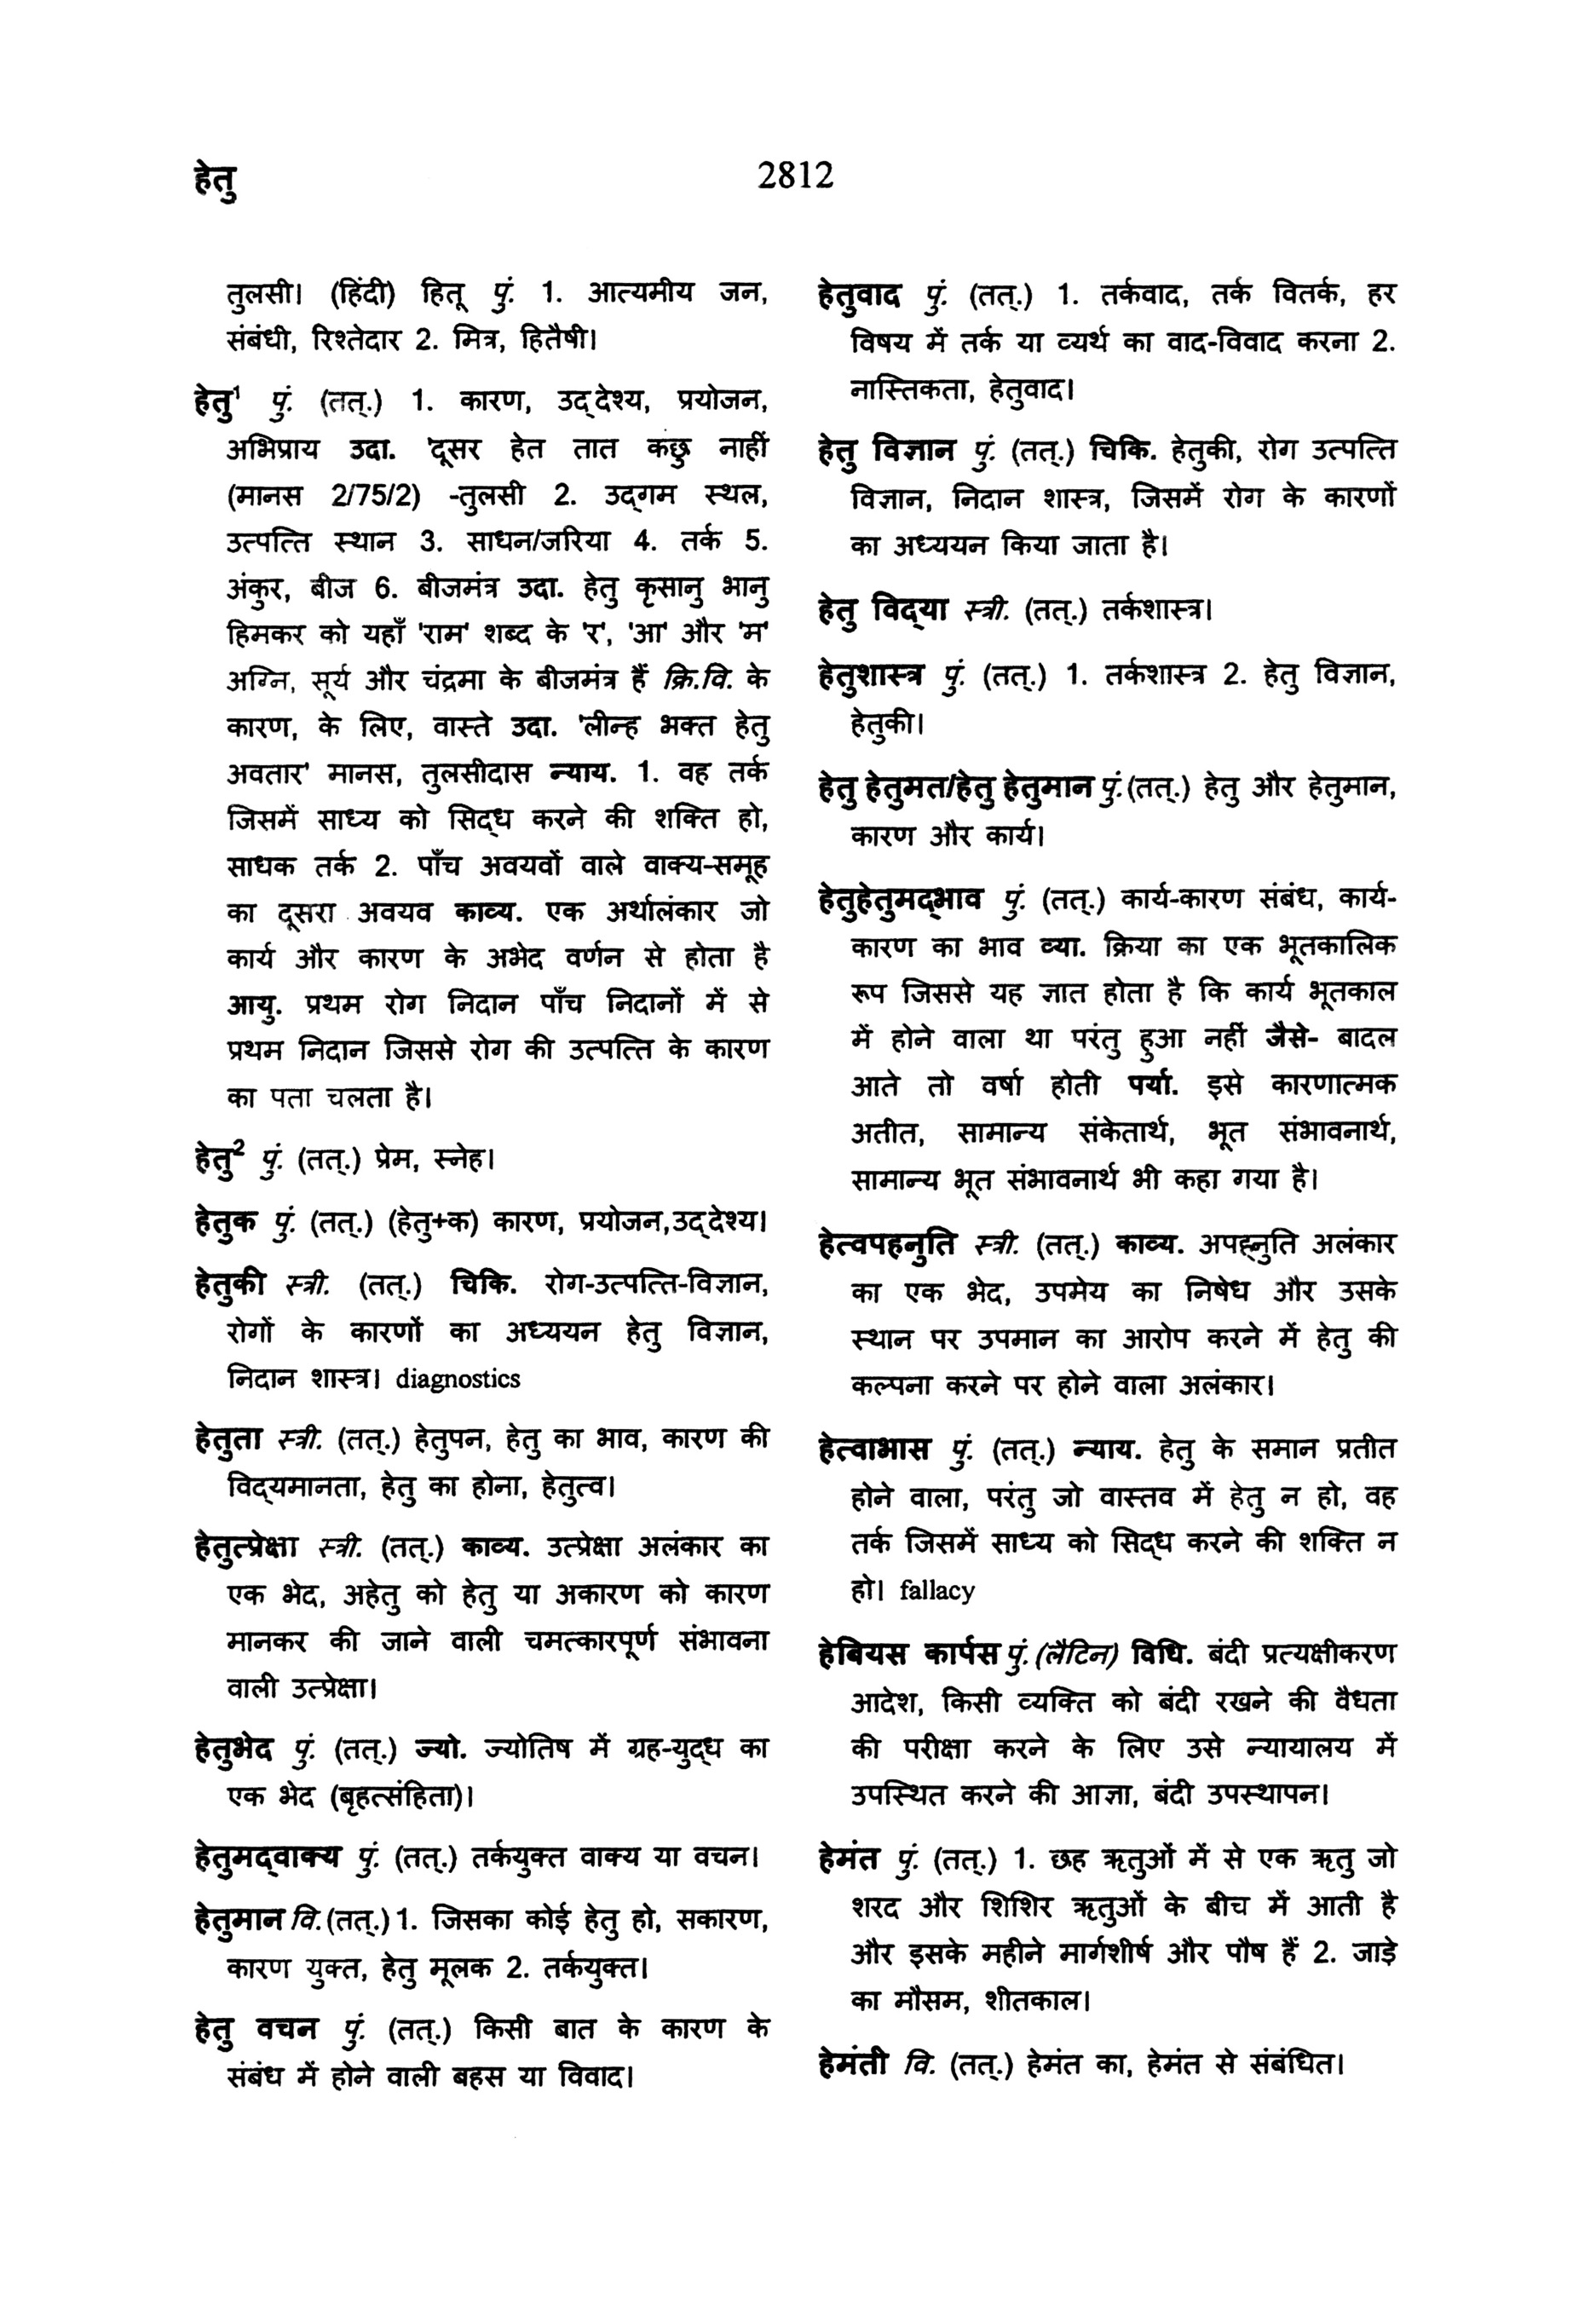 हेतु
2812
तुलसी। (हिंदी) हितू पुं. 1. आत्यमीय जन,
संबंधी, रिश्तेदार 2. मित्र, हितैषी।
हेतु¹ पुं. (तत्.) 1. कारण, उद्‌देश्य, प्रयोजन,
अभिप्राय उदा. 'दूसर हेत तात कछु नाहीं
(मानस 2/75/2) -तुलसी 2. उद्‌गम स्थल,
उत्पत्ति स्थान 3. साधन/जरिया 4. तर्क 5.
अंकुर, बीज 6. बीजमंत्र उदा. हेतु कृसानु भानु
हिमकर को यहाँ 'राम' शब्द के 'र', 'आ' और 'म'
अग्नि, सूर्य और चंद्रमा के बीजमंत्र हैं क्रि.वि. के
कारण, के लिए, वास्ते उदा. 'लीन्ह भक्त हेतु
अवतार' मानस, तुलसीदास न्याय. 1. वह तर्क
जिसमें साध्य को सिद्‌ध करने की शक्ति हो,
साधक तर्क 2. पाँच अवयवों वाले वाक्य-समूह
का दूसरा अवयव काव्य. एक अर्थालंकार जो
कार्य और कारण के अभेद वर्णन से होता है
आयु. प्रथम रोग निदान पाँच निदानों में से
प्रथम निदान जिससे रोग की उत्पत्ति के कारण
का पता चलता है।
हेतु² पुं. (तत्.) प्रेम, स्नेह।
हेतुक पुं. (तत्.) (हेतु+क) कारण, प्रयोजन,उद्‌देश्य।
हेतुकी स्त्री. (तत्.) चिकि. रोग-उत्पत्ति-विज्ञान,
रोगों के कारणों का अध्ययन हेतु विज्ञान,
निदान शास्त्र। diagnostics
हेतुता स्त्री. (तत्.) हेतुपन, हेतु का भाव, कारण की
विद्‌यमानता, हेतु का होना, हेतुत्व।
हेतुत्प्रेक्षा स्त्री. (तत्.) काव्य. उत्प्रेक्षा अलंकार का
एक भेद, अहेतु को हेतु या अकारण को कारण
मानकर की जाने वाली चमत्कारपूर्ण संभावना
वाली उत्प्रेक्षा।
हेतुभेद पुं. (तत्.) ज्यो. ज्योतिष में ग्रह-युद्‌ध का
एक भेद (बृहत्संहिता)।
हेतुमद्‌वाक्य पुं. (तत्.) तर्कयुक्त वाक्य या वचन।
हेतुमान वि.(तत्.) 1. जिसका कोई हेतु हो, सकारण,
कारण युक्त, हेतु मूलक 2. तर्कयुक्त।
हेतु वचन पुं. (तत्.) किसी बात के कारण के
संबंध में होने वाली बहस या विवाद।
हेतुवाद पुं. (तत्.) 1. तर्कवाद, तर्क वितर्क, हर
विषय में तर्क या व्यर्थ का वाद-विवाद करना 2.
नास्तिकता, हेतुवाद।
हेतु विज्ञान पुं. (तत्.) चिकि. हेतुकी, रोग उत्पत्ति
विज्ञान, निदान शास्त्र, जिसमें रोग के कारणों
का अध्ययन किया जाता है।
हेतु विद्‌या स्त्री. (तत्.) तर्कशास्त्र।
हेतुशास्त्र पुं. (तत्.) 1. तर्कशास्त्र 2. हेतु विज्ञान,
हेतुकी।
हेतु हेतुमत/हेतु हेतुमान पुं.(तत्.) हेतु और हेतुमान,
कारण और कार्य।
हेतुहेतुमद्‌भाव पुं. (तत्.) कार्य-कारण संबंध, कार्य-
कारण का भाव व्या. क्रिया का एक भूतकालिक
रूप जिससे यह ज्ञात होता है कि कार्य भूतकाल
में होने वाला था परंतु हुआ नहीं जैसे- बादल
आते तो वर्षा होती पर्या. इसे कारणात्मक
अतीत, सामान्य संकेतार्थ, भूत संभावनार्थ,
सामान्य भूत संभावनार्थ भी कहा गया है।
हेत्वपहनुति स्त्री. (तत्.) काव्य. अपह्‌नुति अलंकार
का एक भेद, उपमेय का निषेध और उसके
स्थान पर उपमान का आरोप करने में हेतु की
कल्पना करने पर होने वाला अलंकार।
हेत्वाभास पुं. (तत्.) न्याय. हेतु के समान प्रतीत
होने वाला, परंतु जो वास्तव में हेतु न हो, वह
तर्क जिसमें साध्य को सिद्‌ध करने की शक्ति न
हो। fallacy
हेबियस कार्पस पुं.(लैटिन) विधि. बंदी प्रत्यक्षीकरण
आदेश, किसी व्यक्ति को बंदी रखने की वैधता
की परीक्षा करने के लिए उसे न्यायालय में
उपस्थित करने की आज्ञा, बंदी उपस्थापन।
हेमंत पुं. (तत्.) 1. छह ऋतुओं में से एक ऋतु जो
शरद और शिशिर ऋतुओं के बीच में आती है
और इसके महीने मार्गशीर्ष और पौष हैं 2. जाड़े
का मौसम, शीतकाल।
हेमंती वि. (तत्.) हेमंत का, हेमंत से संबंधित।